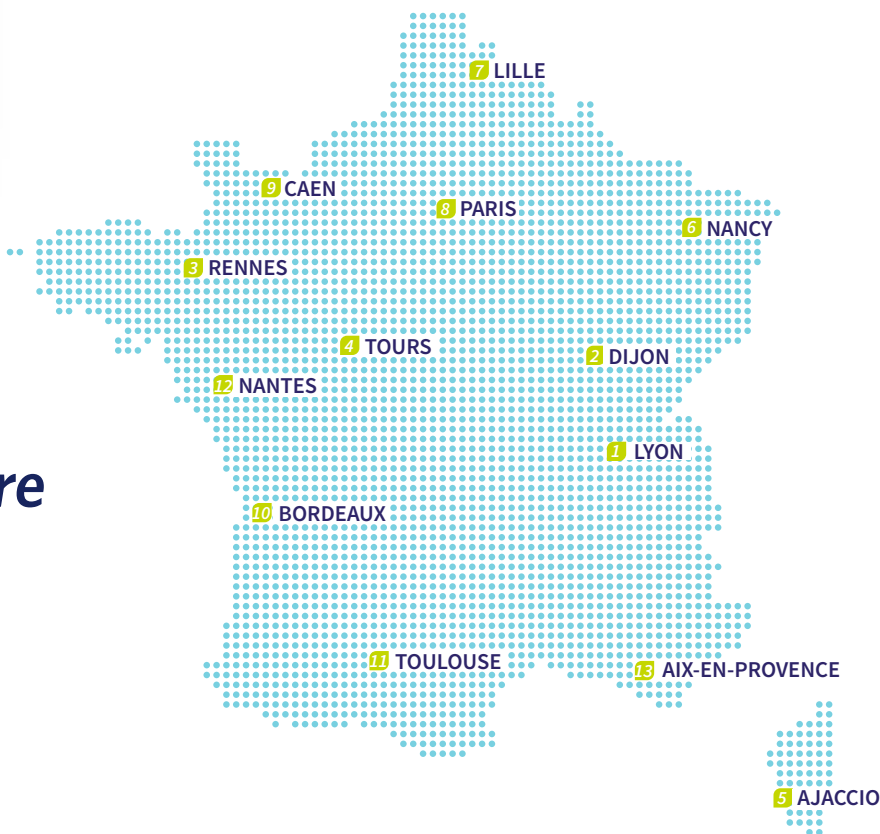 7 LILLE
9 CAEN
8 PARIS
6 NANCY
3 RENNES
4 TOURS
2 DIJON
12 NANTES
1 LYON
re
10 BORDEAUX
11 TOULOUSE
13 AIX-EN-PROVENCE
5 AJACCIO